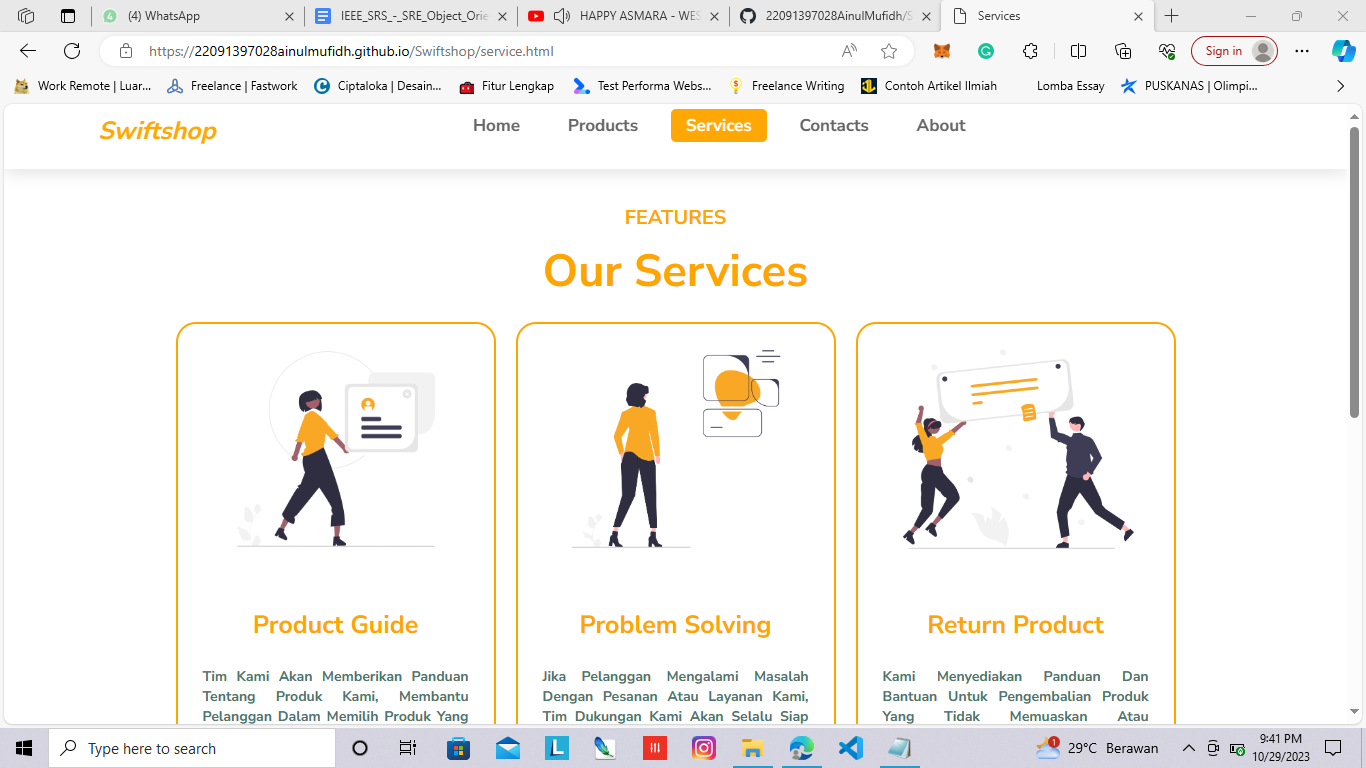 (4) WhatsApp
IEEE_SRS_-_SRE_Object_Orie
HAPPY ASMARA - WES
22091397028AinulMufidh/S
Services
https://22091397028ainulmufidh.github.io/Swiftshop/service.html
Sign in
Work Remote | Luar...
Freelance | Fastwork
Ciptaloka | Desain...
Fitur Lengkap
Test Performa Webs...
Freelance Writing
Contoh Artikel Ilmiah
Lomba Essay
PUSKANAS | Olimpi...
Swiftshop
Home
Products
Services
Contacts
About
FEATURES
Our Services
Product Guide
Tim Kami Akan Memberikan Panduan
Tentang Produk Kami, Membantu
Pelanggan Dalam Memilih Produk Yang
Problem Solving
Jika Pelanggan Mengalami Masalah
Dengan Pesanan Atau Layanan Kami,
Tim Dukungan Kami Akan Selalu Siap
Return Product
Kami Menyediakan Panduan Dan
Bantuan Untuk Pengembalian Produk
Yang Tidak Memuaskan Atau
Type here to search
1
29°C Berawan
9:41 PM
10/29/2023